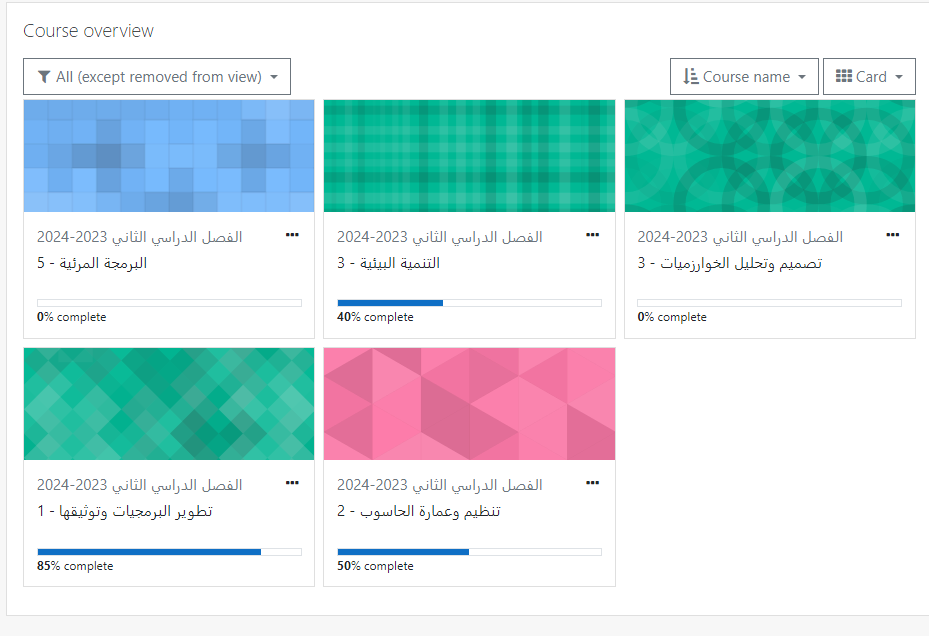 Course overview
All (except removed from view)
Course name
Card
الفصل الدراسي الثاني 2023-2024
البرمجة المرئية - 5
0% complete
الفصل الدراسي الثاني 2023-2024
التنمية البيئية - 3
40% complete
الفصل الدراسي الثاني 2023-2024
تصميم وتحليل الخوارزميات - 3
0% complete
الفصل الدراسي الثاني 2023-2024
تطوير البرمجيات وتوثيقها - 1
85% complete
الفصل الدراسي الثاني 2023-2024
تنظيم وعمارة الحاسوب - 2
50% complete